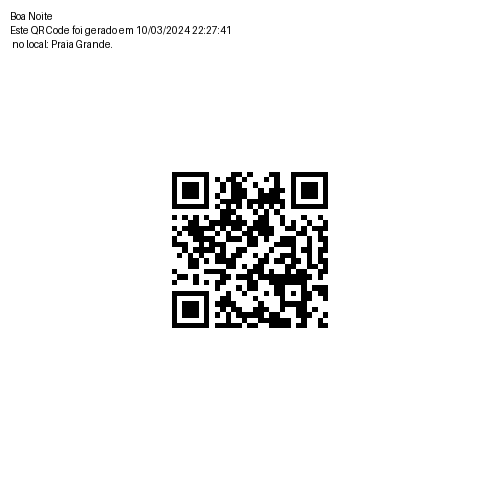 Boa Noite
Este QRCode foi gerado em 10/03/2024 22:27:41
no local: Praia Grande.